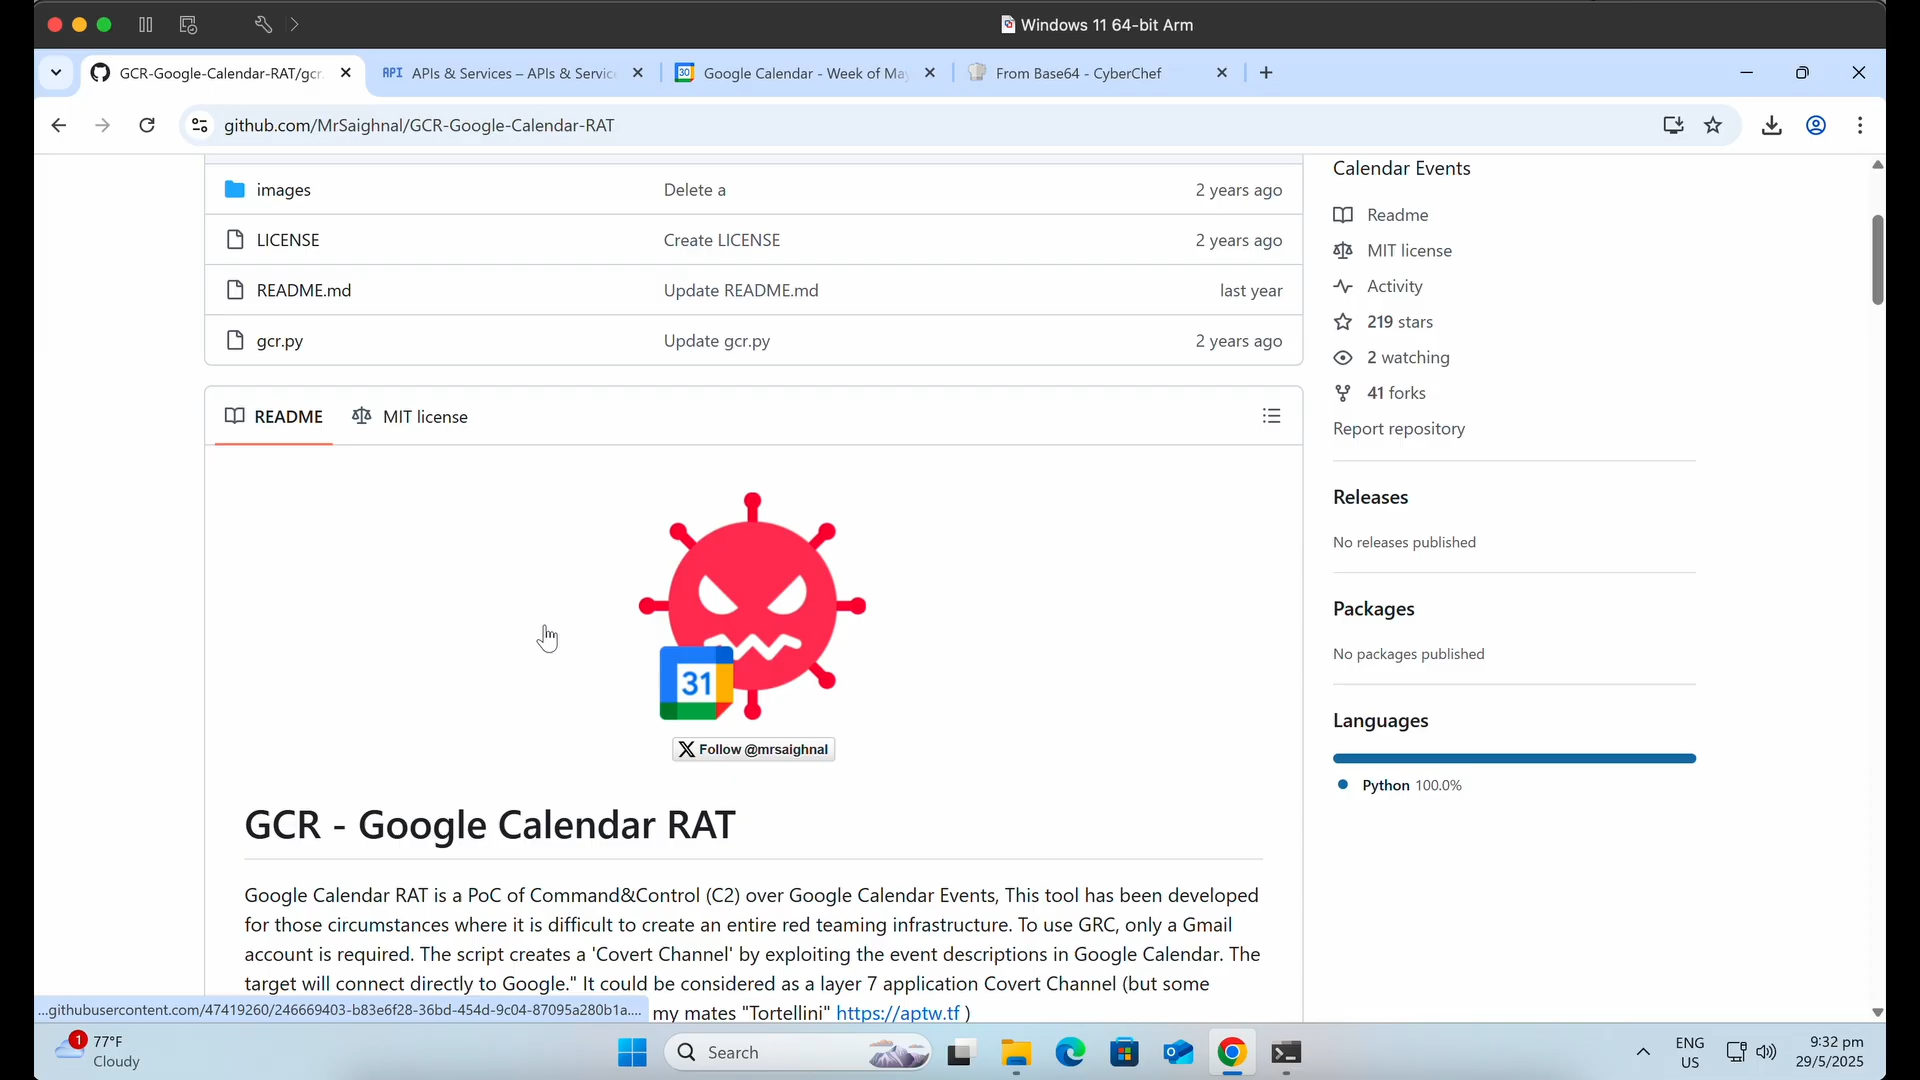 Windows 11 64-bit Arm
GCR-Google-Calendar-RAT/gcr.
API APIs & Services – APIs & Service
Google Calendar - Week of May
From Base64 - CyberChef
github.com/MrSaighnal/GCR-Google-Calendar-RAT
images Delete a 2 years ago
LICENSE Create LICENSE 2 years ago
README.md Update README.md last year
gcr.py Update gcr.py 2 years ago
README MIT license
31
X Follow @mrsaighnal
GCR - Google Calendar RAT
Google Calendar RAT is a PoC of Command&Control (C2) over Google Calendar Events, This tool has been developed
for those circumstances where it is difficult to create an entire red teaming infrastructure. To use GRC, only a Gmail
account is required. The script creates a 'Covert Channel' by exploiting the event descriptions in Google Calendar. The
target will connect directly to Google." It could be considered as a layer 7 application Covert Channel (but some
my mates "Tortellini" https://aptw.tf )
Calendar Events
Readme
MIT license
Activity
219 stars
2 watching
41 forks
Report repository
Releases
No releases published
Packages
No packages published
Languages
Python 100.0%
...githubusercontent.com/47419260/246669403-b83e6f28-36bd-454d-9c04-87095a280b1a....
1
77°F
Cloudy
Search
ENG
US
9:32 pm
29/5/2025